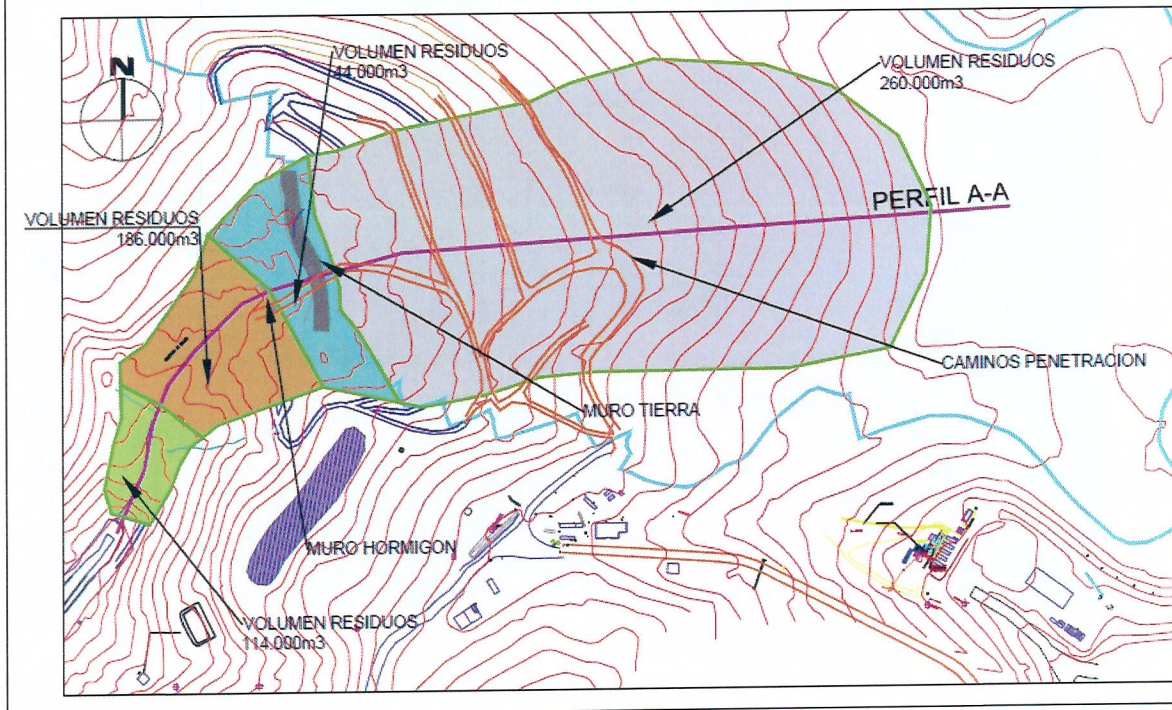 N
VOLUMEN RESIDUOS
44.000m3
VOLUMEN RESIDUOS
260.000m3
PERFIL A-A
VOLUMEN RESIDUOS
186.000m3
CAMINOS PENETRACION
MURO TIERRA
MURO HORMIGON
VOLUMEN RESIDUOS
114.000m3